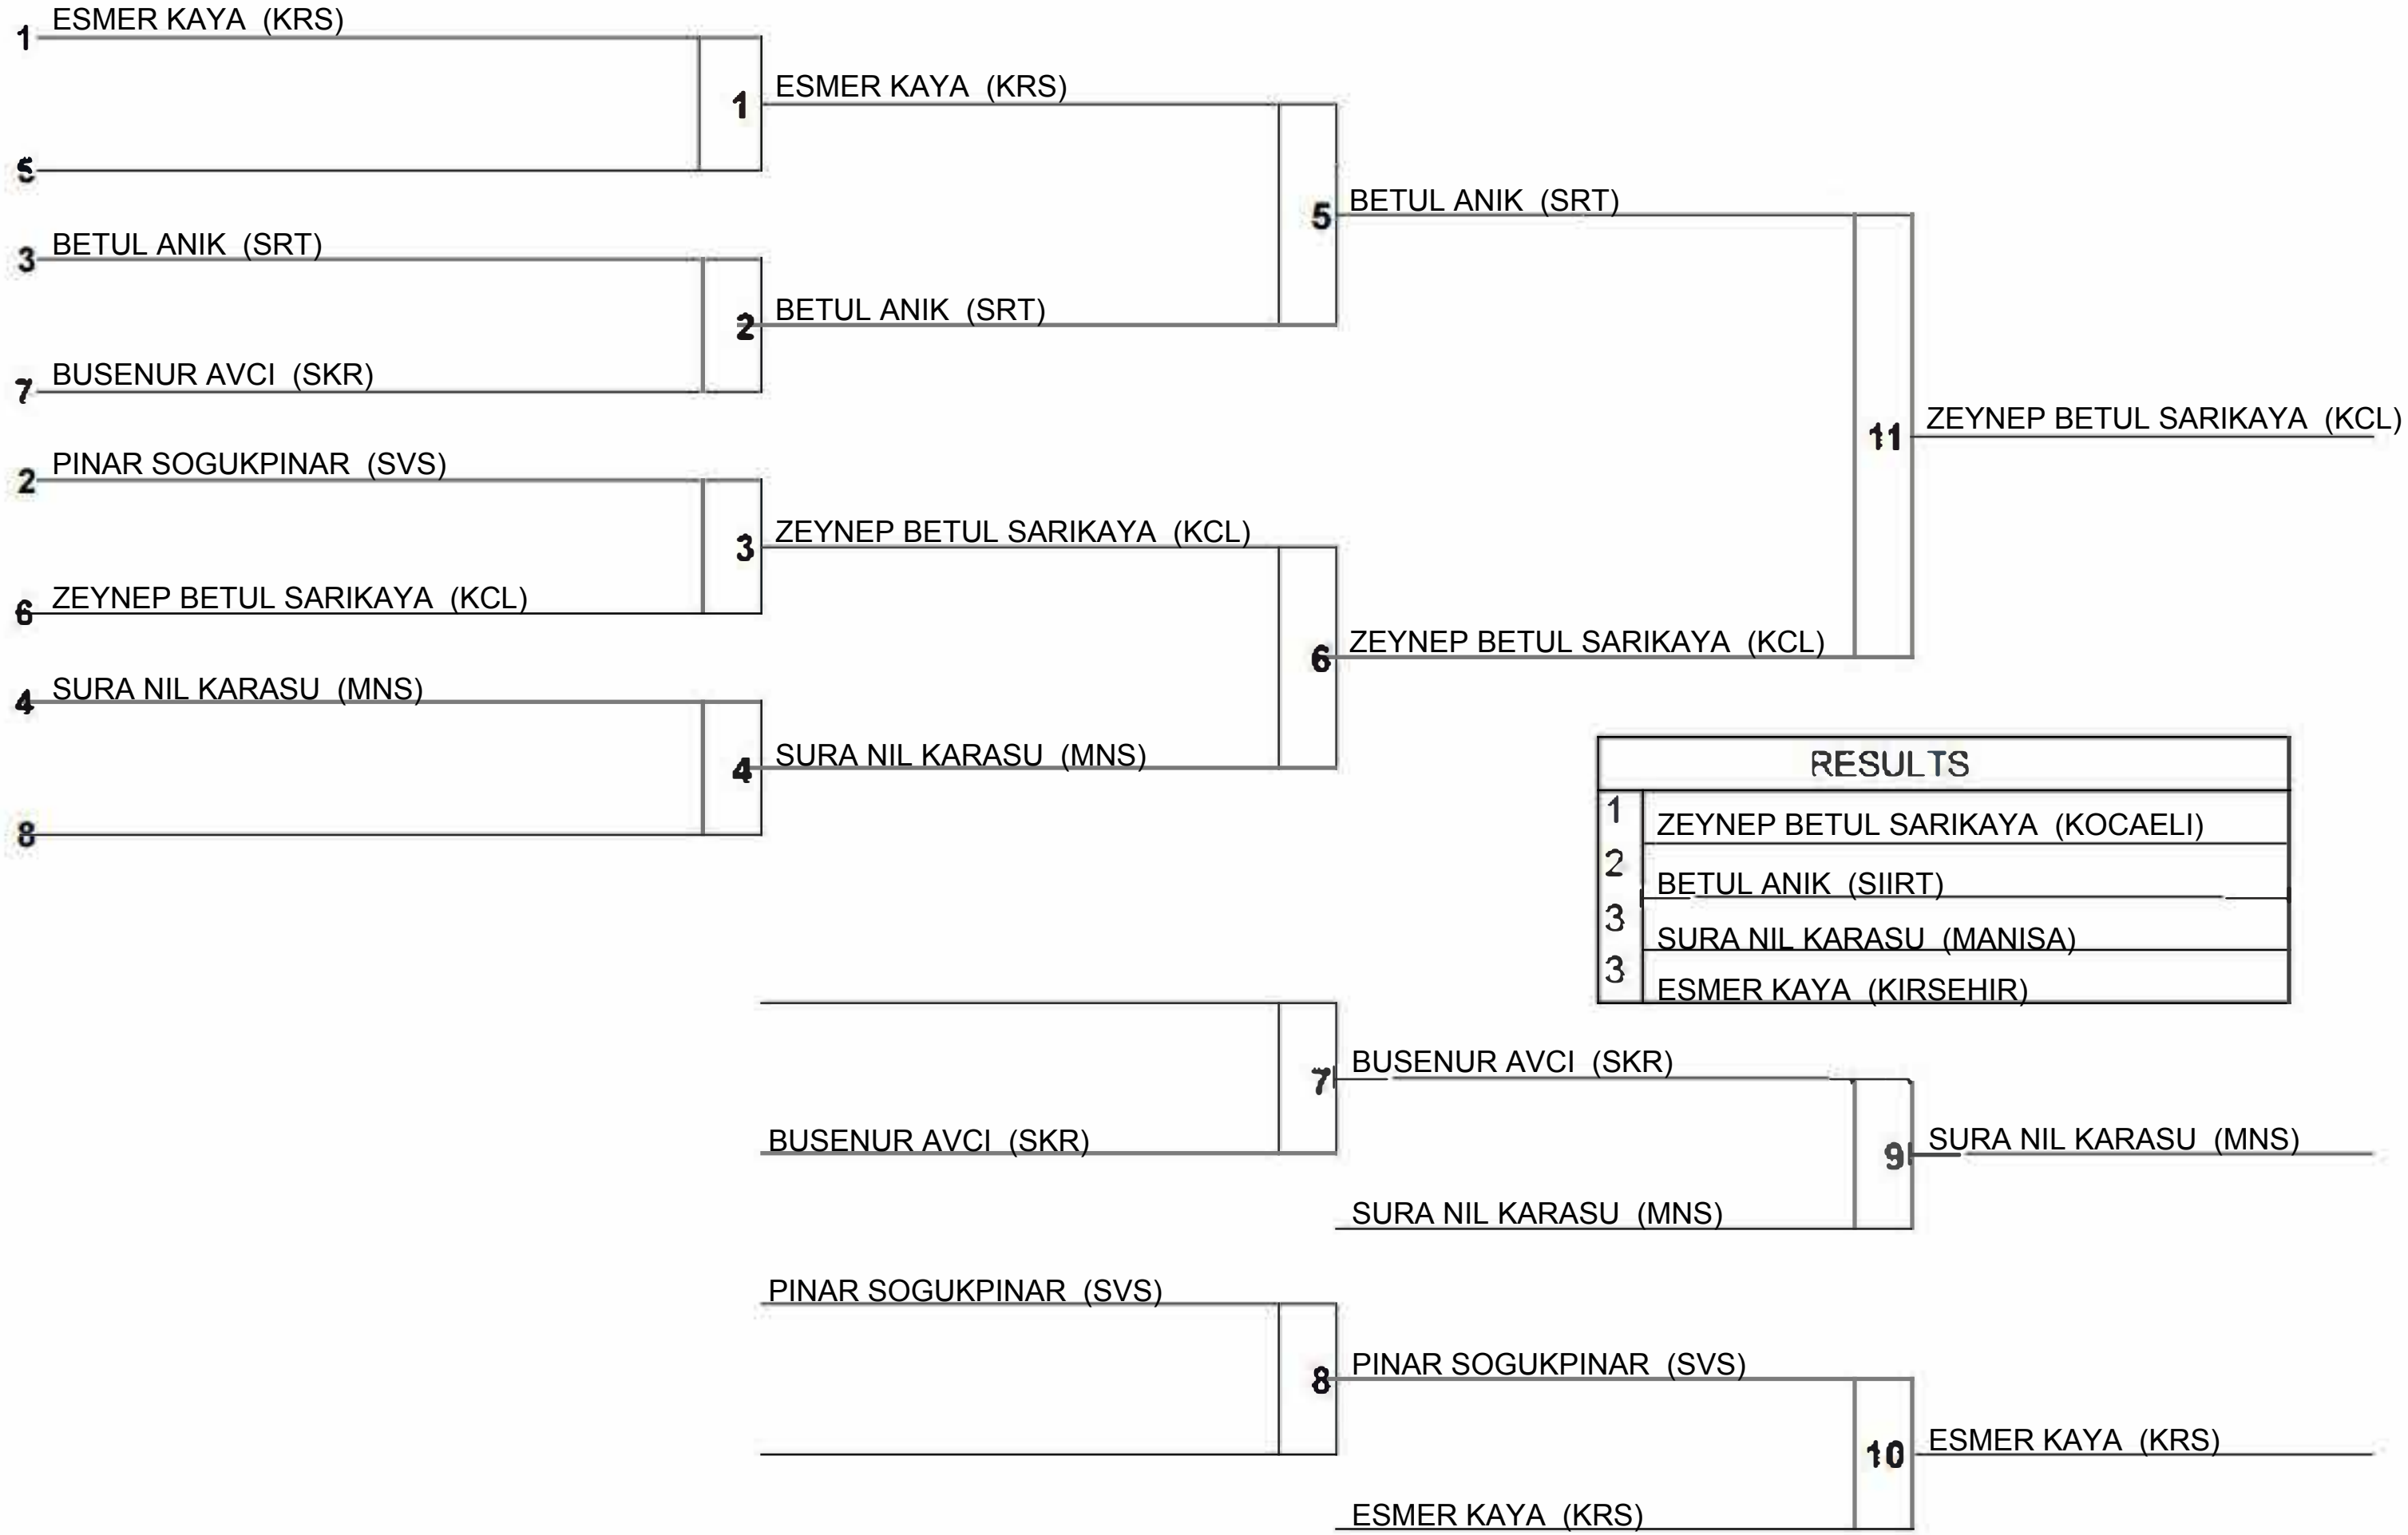 1 ESMER KAYA (KRS)
1 ESMER KAYA (KRS)
5
5 BETUL ANIK (SRT)
3 BETUL ANIK (SRT)
2 BETUL ANIK (SRT)
7 BUSENUR AVCI (SKR)
11 ZEYNEP BETUL SARIKAYA (KCL)
2 PINAR SOGUKPINAR (SVS)
3 ZEYNEP BETUL SARIKAYA (KCL)
6 ZEYNEP BETUL SARIKAYA (KCL)
6 ZEYNEP BETUL SARIKAYA (KCL)
4 SURA NIL KARASU (MNS)
4 SURA NIL KARASU (MNS)
8
RESULTS
1 ZEYNEP BETUL SARIKAYA (KOCAELI)
2 BETUL ANIK (SIIRT)
3 SURA NIL KARASU (MANISA)
3 ESMER KAYA (KIRSEHIR)
7 BUSENUR AVCI (SKR)
BUSENUR AVCI (SKR)
9 SURA NIL KARASU (MNS)
SURA NIL KARASU (MNS)
PINAR SOGUKPINAR (SVS)
8 PINAR SOGUKPINAR (SVS)
10 ESMER KAYA (KRS)
ESMER KAYA (KRS)